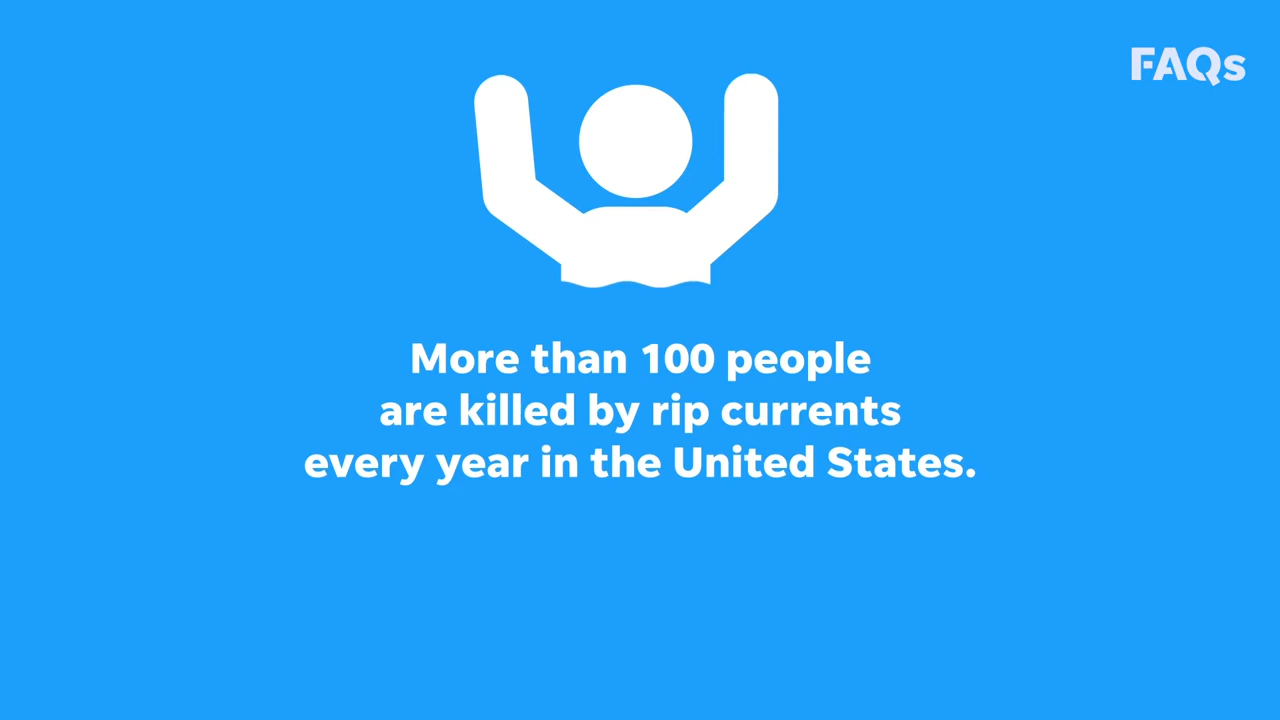 FAQs
More than 100 people
are killed by rip currents
every year in the United States.